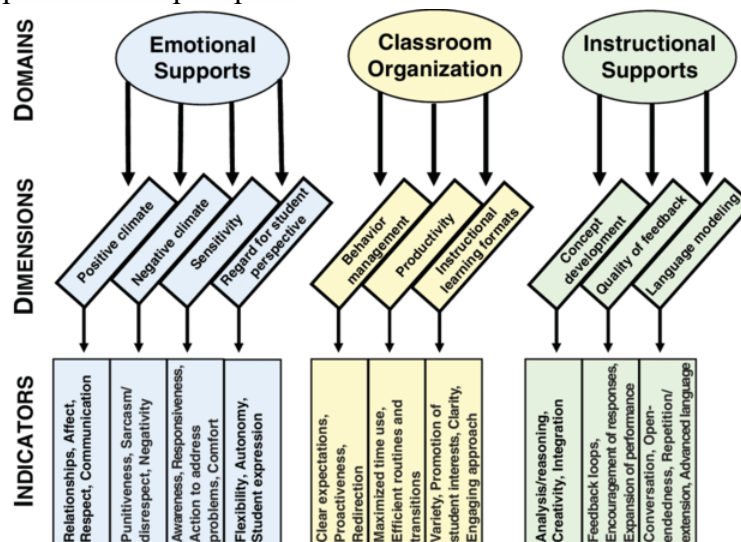 DOMAINS
Emotional
Supports
Classroom
Organization
Instructional
Supports
DIMENSIONS
Positive climate
Negative climate
Sensitivity
Regard for student
perspective
Behavior
management
Productivity
Instructional
learning formats
Concept
development
Quality of feedback
Language modeling
INDICATORS
Relationships, Affect,
Respect, Communication
Punitiveness, Sarcasm/
disrespect, Negativity
Awareness, Responsiveness,
Action to address
problems, Comfort
Flexibility, Autonomy,
Student expression
Clear expectations,
Proactiveness,
Redirection
Maximized time use,
Efficient routines and
transitions
Variety, Promotion of
student interests, Clarity,
Engaging approach
Analysis/reasoning,
Creativity, Integration
Feedback loops,
Encouragement of responses,
Expansion of performance
Conversation, Open-
endedness, Repetition/
extension, Advanced language